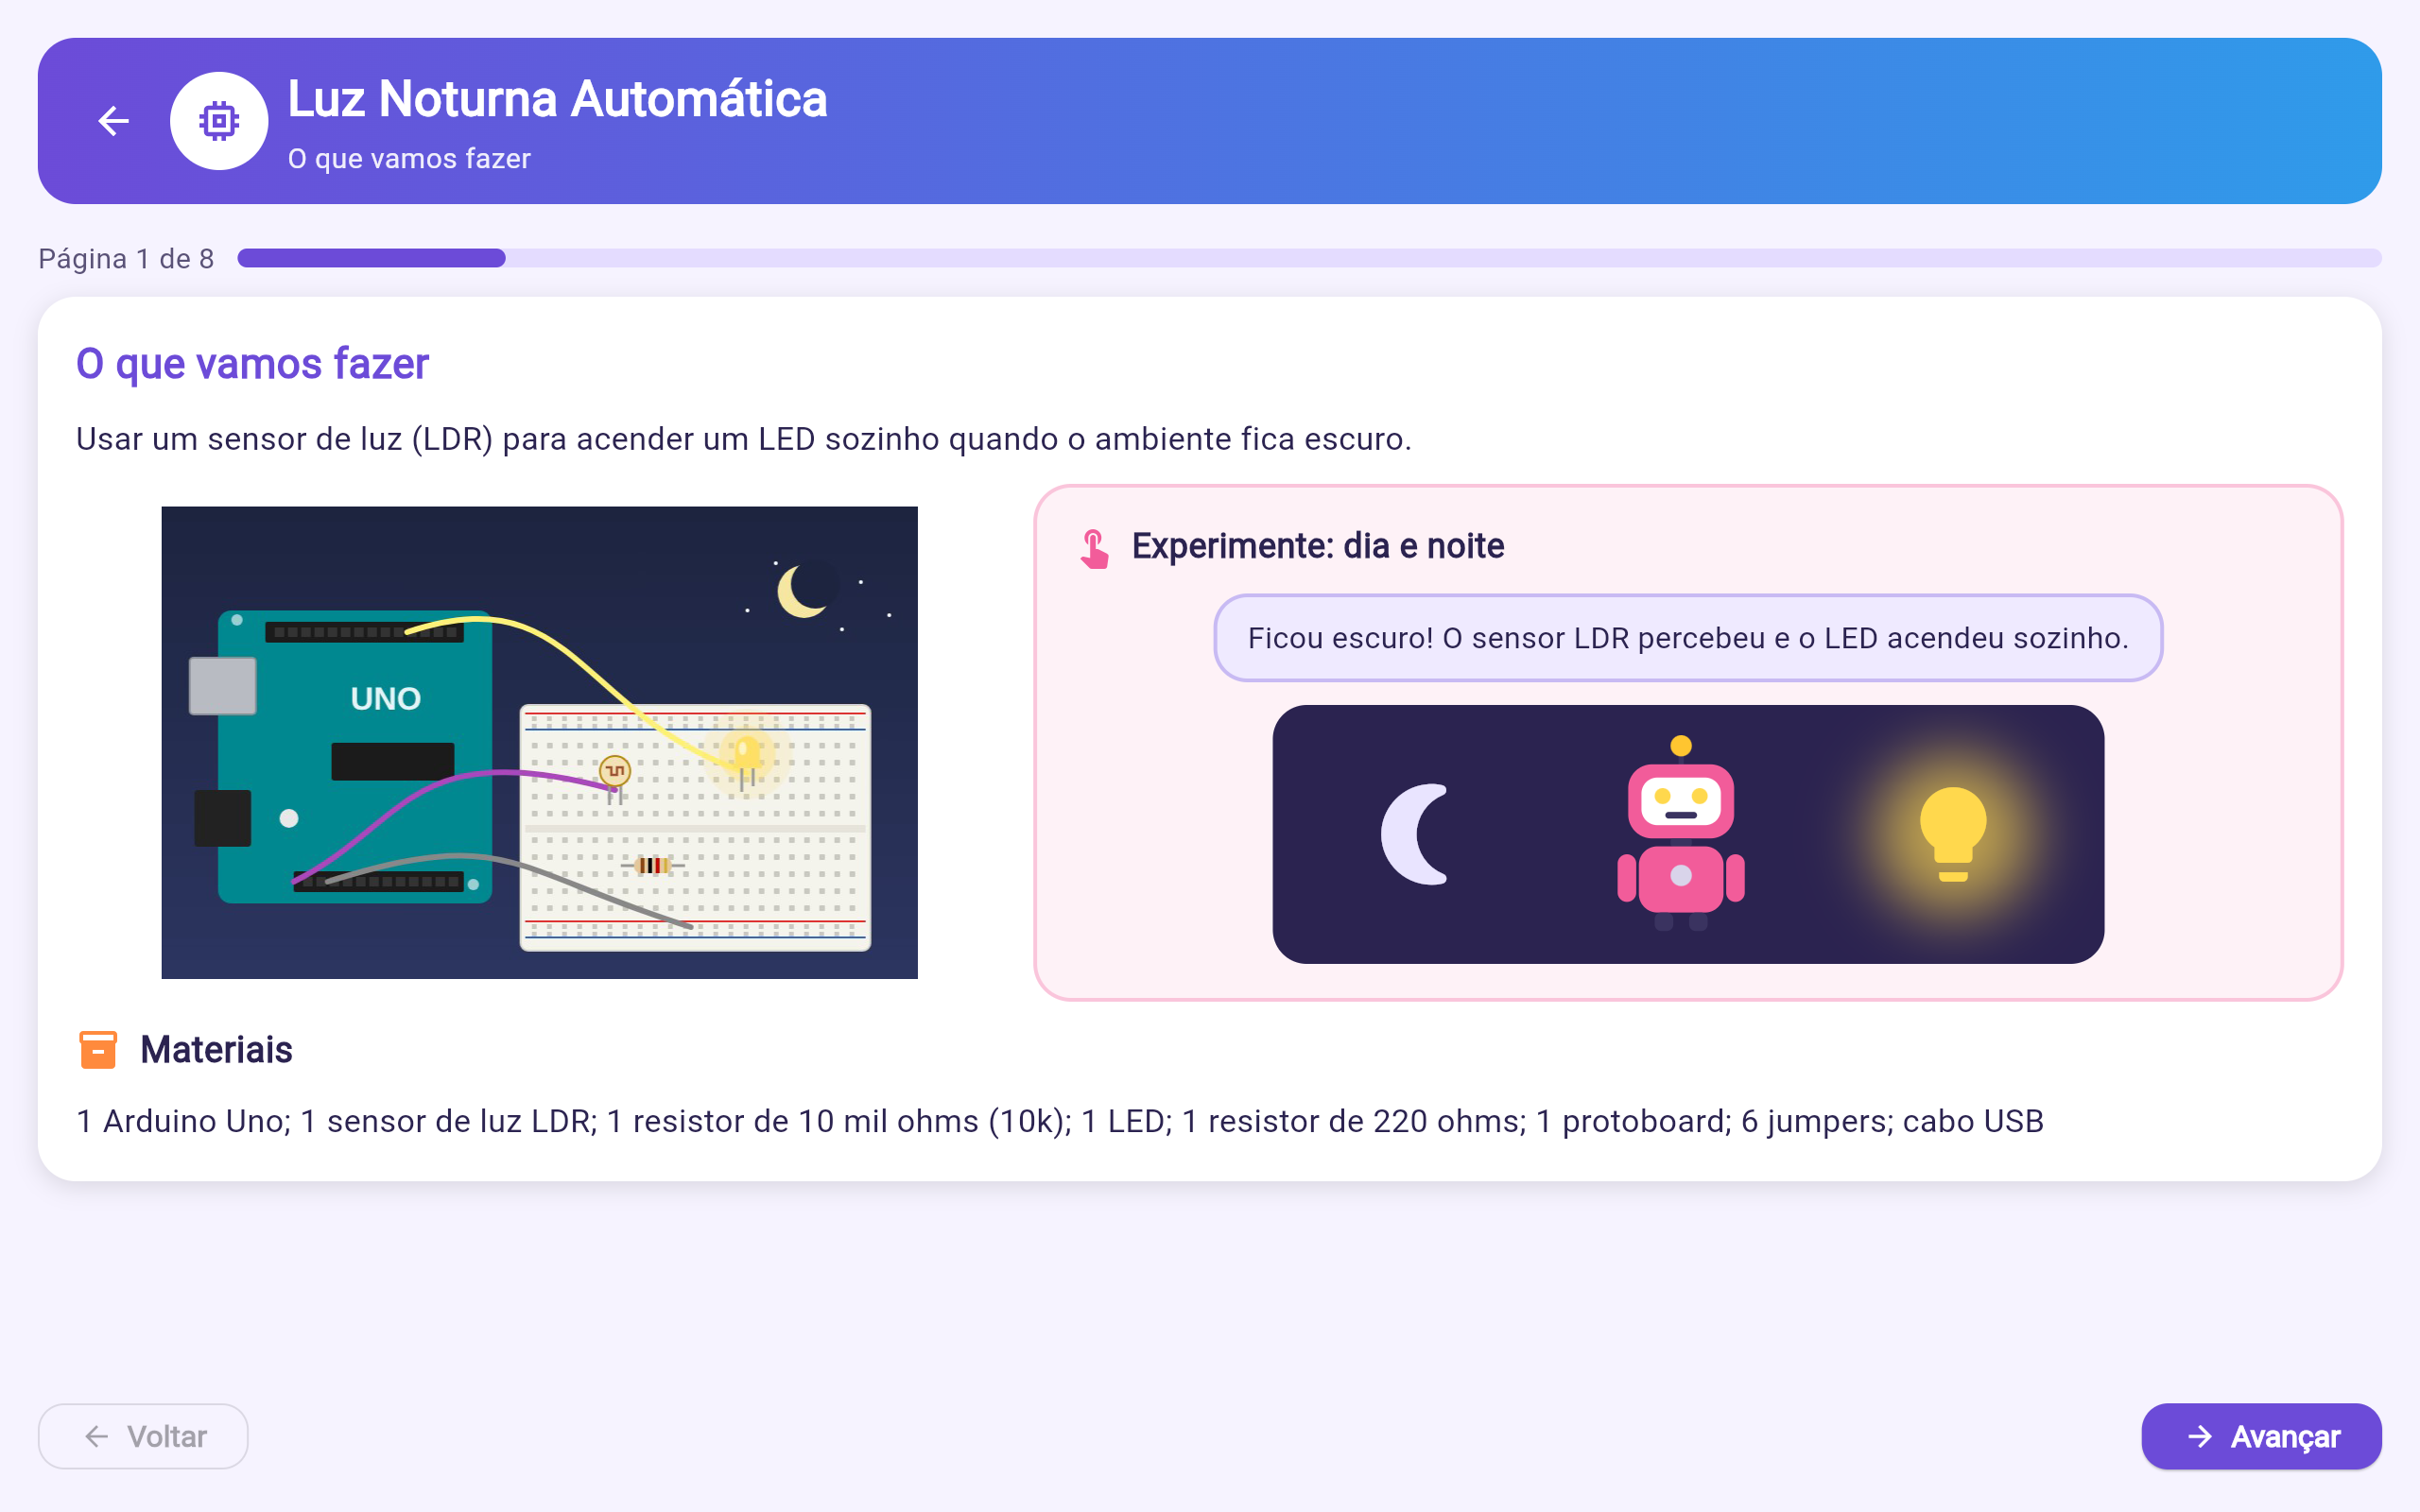 Luz Noturna Automática
O que vamos fazer
Página 1 de 8
O que vamos fazer
Usar um sensor de luz (LDR) para acender um LED sozinho quando o ambiente fica escuro.
UNO
Experimente: dia e noite
Ficou escuro! O sensor LDR percebeu e o LED acendeu sozinho.
Materiais
1 Arduino Uno; 1 sensor de luz LDR; 1 resistor de 10 mil ohms (10k); 1 LED; 1 resistor de 220 ohms; 1 protoboard; 6 jumpers; cabo USB
Voltar
Avançar